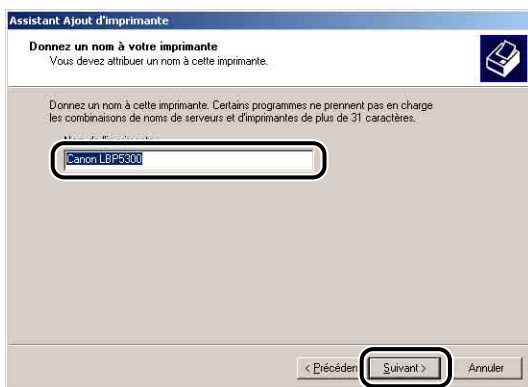 Assistant Ajout d'imprimante
Donnez un nom à votre imprimante
Vous devez attribuer un nom à cette imprimante.
Donnez un nom à cette imprimante. Certains programmes ne prennent pas en charge
les combinaisons de noms de serveurs et d'imprimantes de plus de 31 caractères.
Canon LBP5300
< Précéden
Suivant >
Annuler